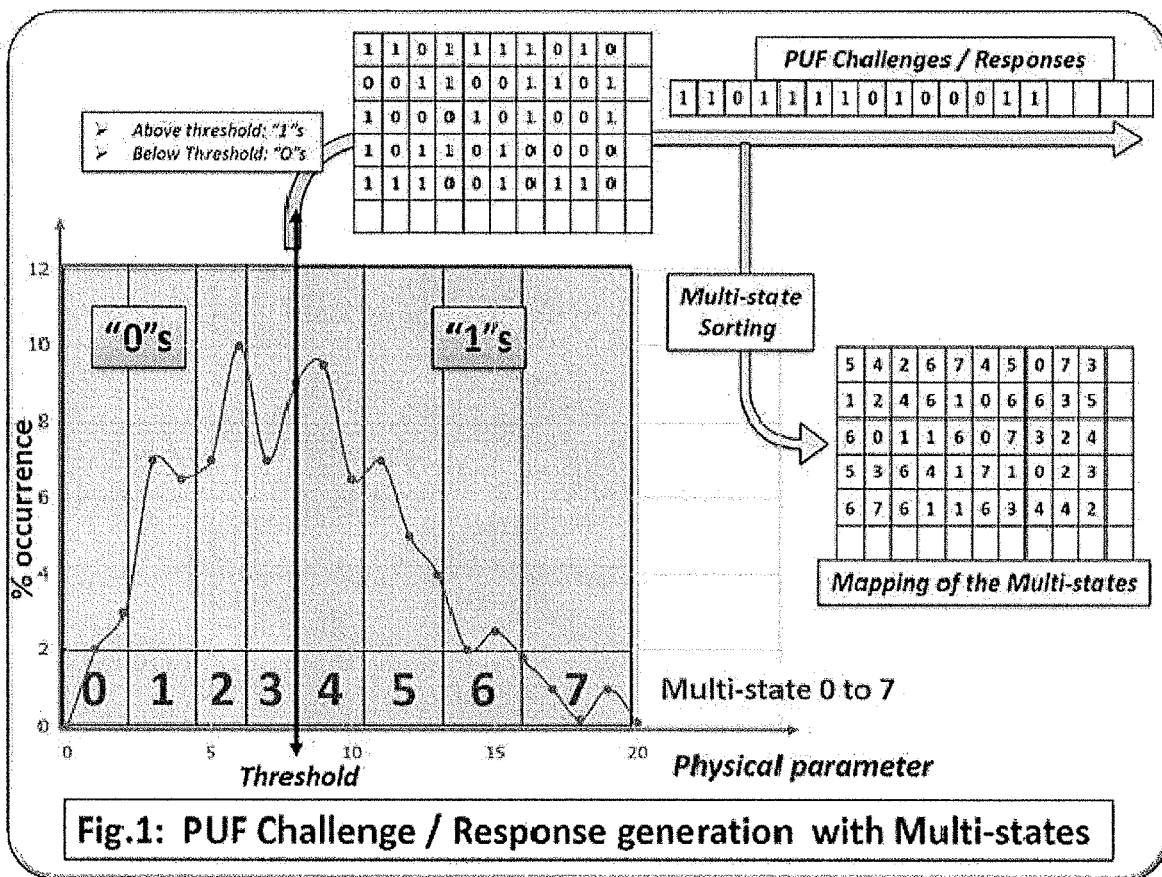 1 1 0 1 1 1 1 0 1 0
0 0 1 1 0 0 1 1 0 1
1 0 0 0 1 0 1 0 0 1
1 0 1 1 0 1 0 0 0 0
1 1 1 0 0 1 0 1 1 0
PUF Challenges / Responses
1 1 0 1 1 1 1 0 1 0 0 0 1 1
➢ Above threshold: "1"s
➢ Below Threshold: "0"s
Multi-state
Sorting
5 4 2 6 7 4 5 0 7 3
1 2 4 6 1 0 6 6 3 5
6 0 1 1 6 0 7 3 2 4
5 3 6 4 1 7 1 0 2 3
6 7 6 1 1 6 3 4 4 2
Mapping of the Multi-states
% occurrence
12
10
8
6
4
2
0
"0"s
"1"s
0 1 2 3 4 5 6 7
Multi-state 0 to 7
0 5 10 15 20
Threshold
Physical parameter
Fig.1: PUF Challenge / Response generation with Multi-states